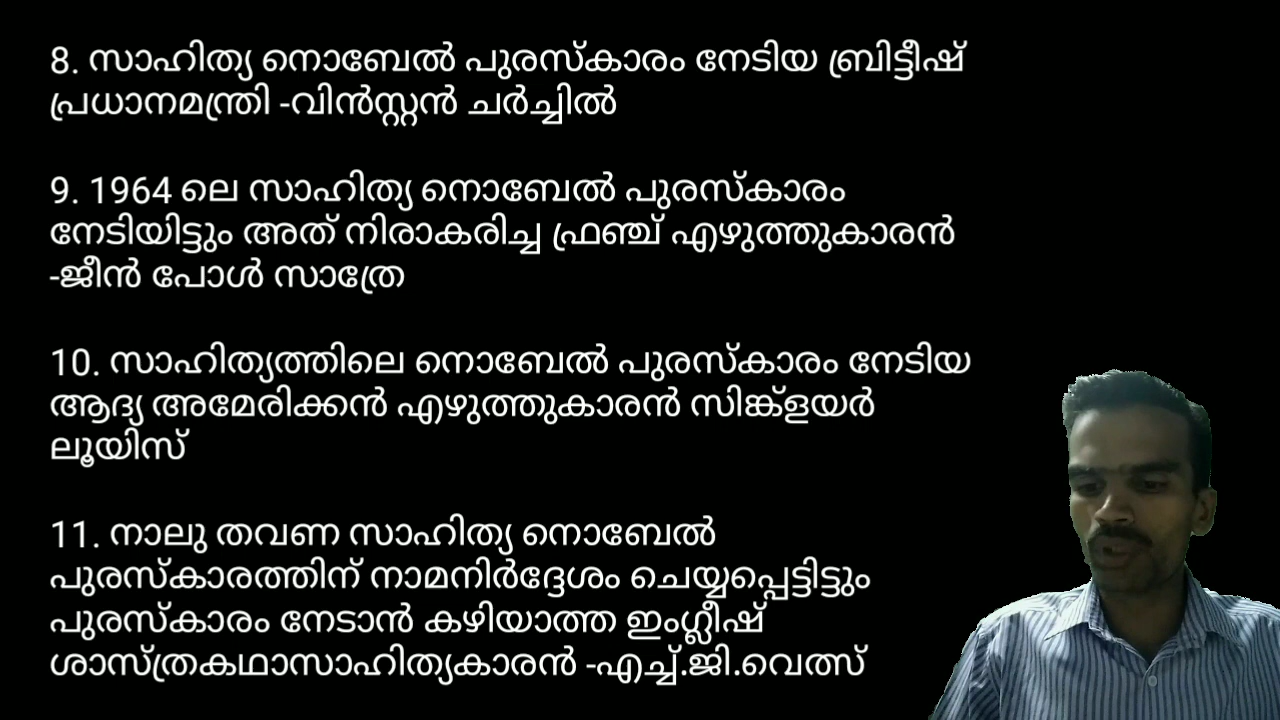 8. സാഹിത്യ നൊബേൽ പുരസ്കാരം നേടിയ ബ്രിട്ടീഷ്
പ്രധാനമന്ത്രി -വിൻസ്റ്റൻ ചർച്ചിൽ
9. 1964 ലെ സാഹിത്യ നൊബേൽ പുരസ്കാരം
നേടിയിട്ടും അത് നിരാകരിച്ച ഫ്രഞ്ച് എഴുത്തുകാരൻ
-ജീൻ പോൾ സാത്രേ
10. സാഹിത്യത്തിലെ നൊബേൽ പുരസ്കാരം നേടിയ
ആദ്യ അമേരിക്കൻ എഴുത്തുകാരൻ സിങ്ക്ളയർ
ലൂയിസ്
11. നാലു തവണ സാഹിത്യ നൊബേൽ
പുരസ്കാരത്തിന് നാമനിർദ്ദേശം ചെയ്യപ്പെട്ടിട്ടും
പുരസ്കാരം നേടാൻ കഴിയാത്ത ഇംഗ്ലീഷ്
ശാസ്ത്രകഥാസാഹിത്യകാരൻ -എച്ച്.ജി.വെത്സ്